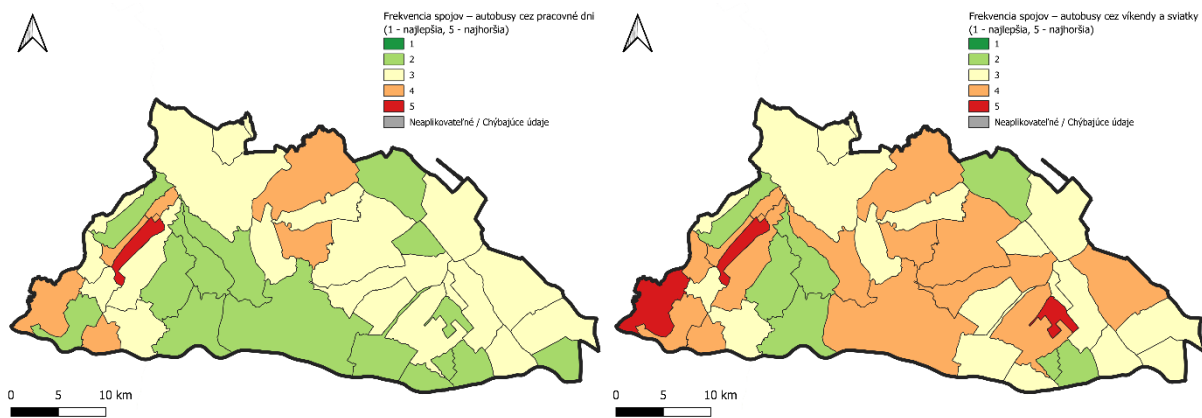 Frekvencia spojov – autobusy cez pracovné dni
(1 - najlepšia, 5 - najhoršia)
1
2
3
4
5
Neaplikovateľné / Chýbajúce údaje
0 5 10 km
Frekvencia spojov – autobusy cez víkendy a sviatky
(1 - najlepšia, 5 - najhoršia)
1
2
3
4
5
Neaplikovateľné / Chýbajúce údaje
0 5 10 km